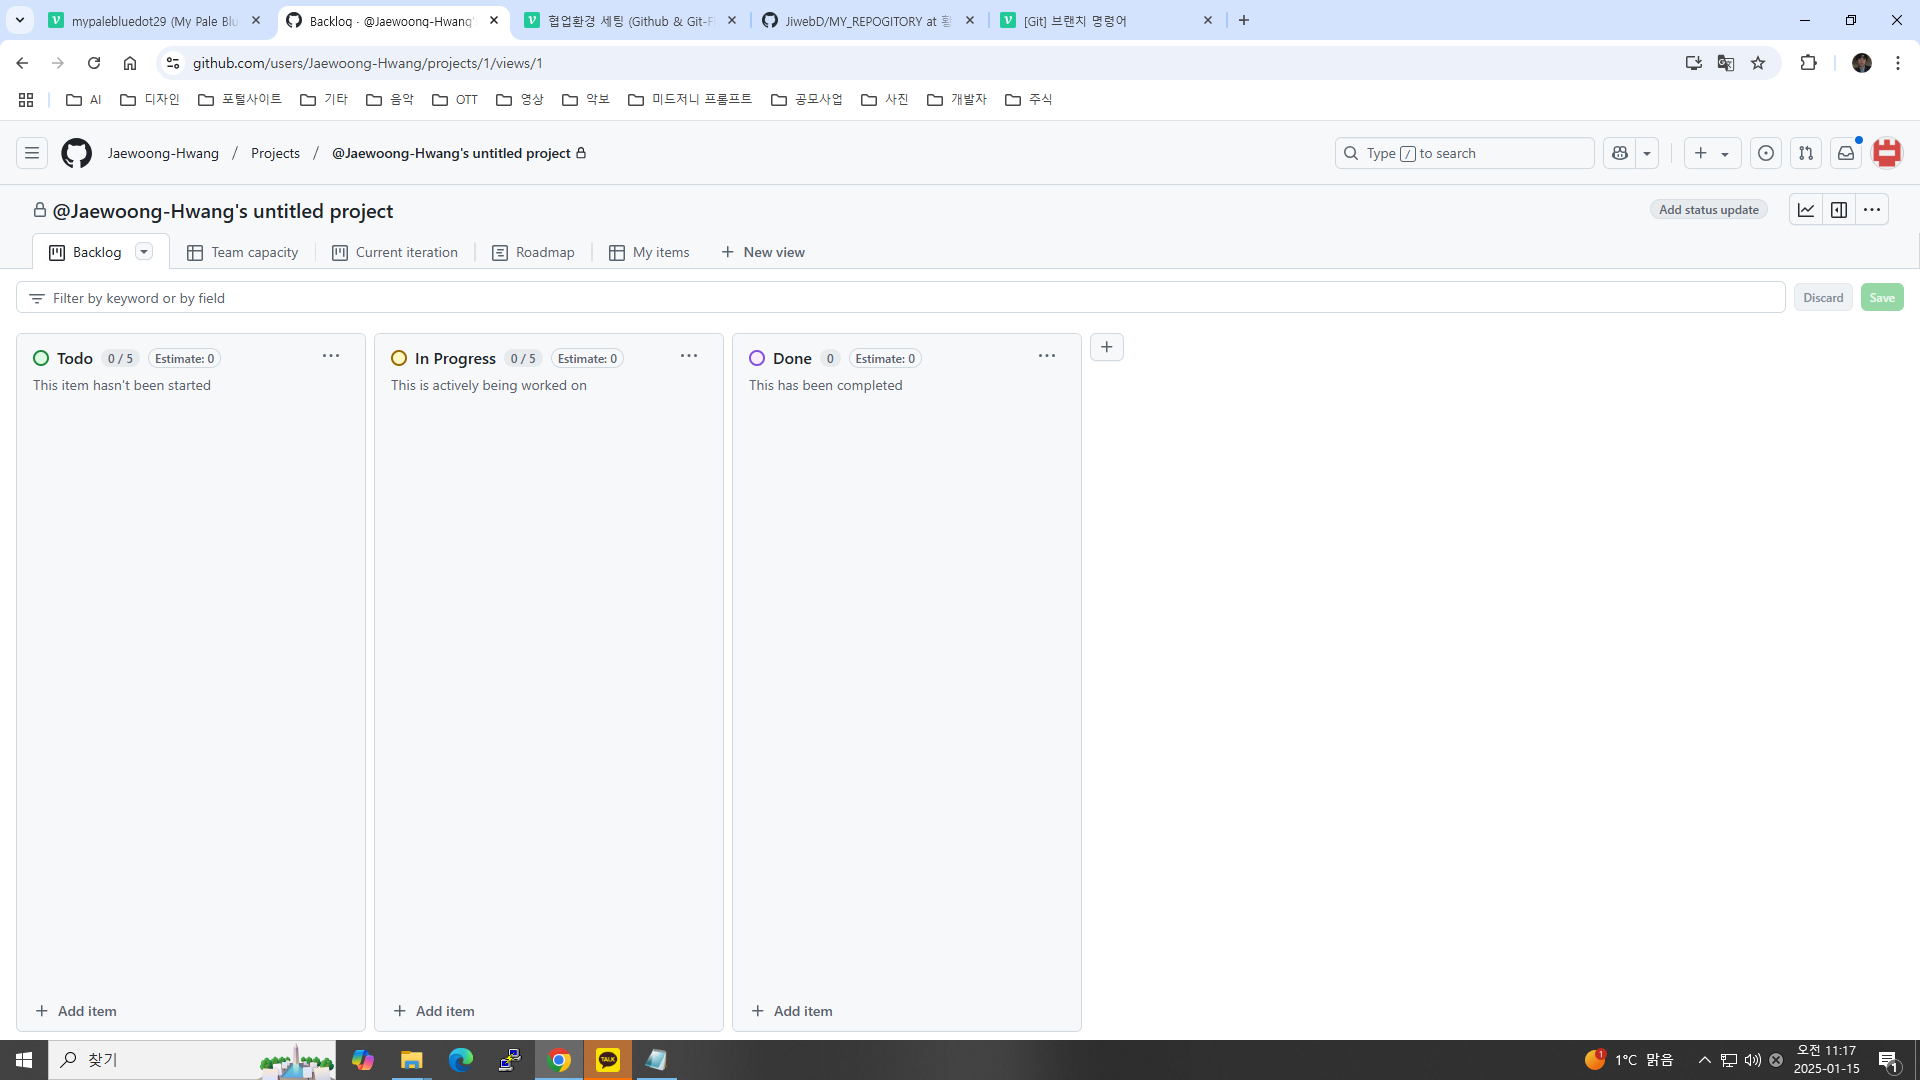 mypalebluedot29 (My Pale Blu
Backlog · @Jaewoong-Hwang'
협업환경 세팅 (Github & Git-F
JiwebD/MY_REPOGITORY at 황
[Git] 브랜치 명령어
github.com/users/Jaewoong-Hwang/projects/1/views/1
AI
디자인
포털사이트
기타
음악
OTT
영상
악보
미드저니 프롬프트
공모사업
사진
개발자
주식
Jaewoong-Hwang / Projects / @Jaewoong-Hwang's untitled project
Type / to search
@Jaewoong-Hwang's untitled project
Add status update
Backlog
Team capacity
Current iteration
Roadmap
My items
New view
Filter by keyword or by field
Discard
Save
Todo 0 / 5 Estimate: 0
This item hasn't been started
Add item
In Progress 0 / 5 Estimate: 0
This is actively being worked on
Add item
Done 0 Estimate: 0
This has been completed
Add item
찾기
TALK
1
1°C 맑음
오전 11:17
2025-01-15
1